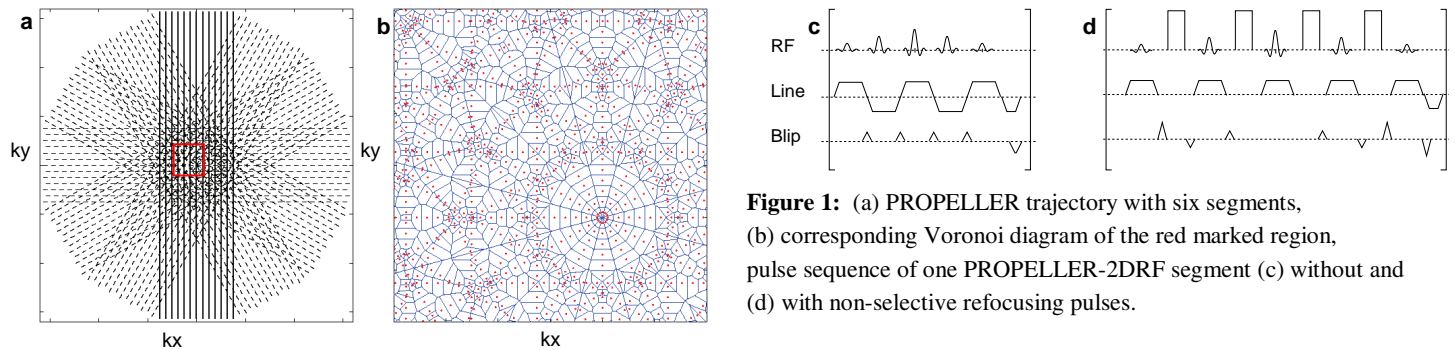 a
ky
kx
b
ky
kx
c
RF
Line
Blip
d
Figure 1: (a) PROPELLER trajectory with six segments,
(b) corresponding Voronoi diagram of the red marked region,
pulse sequence of one PROPELLER-2DRF segment (c) without and
(d) with non-selective refocusing pulses.